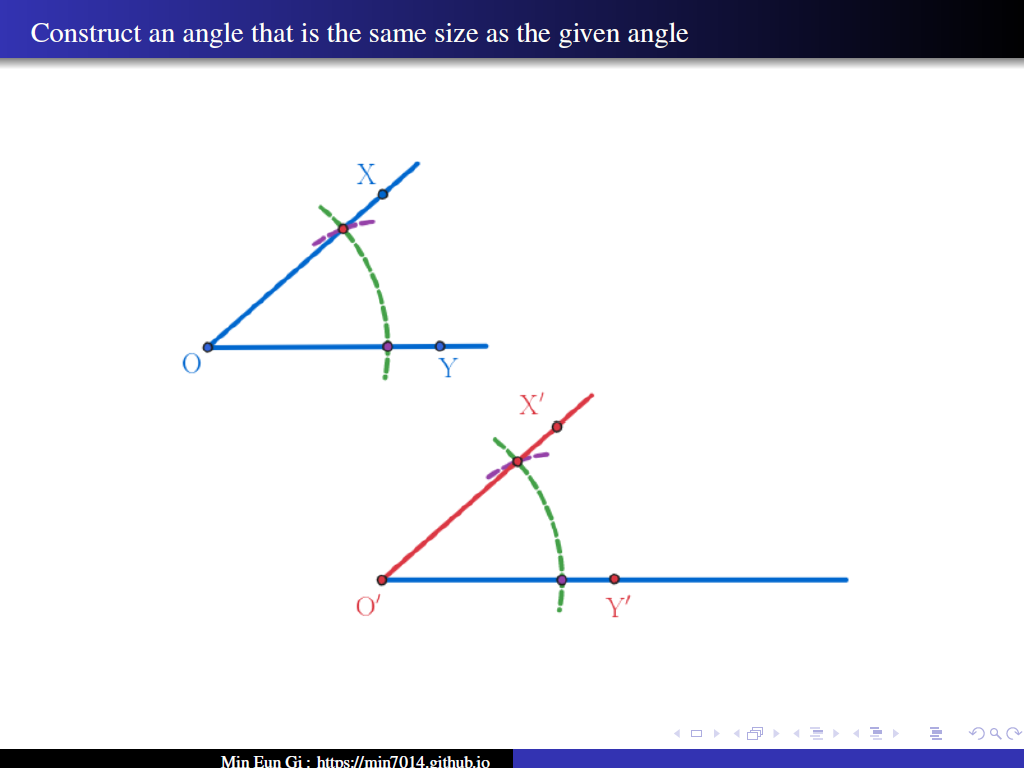 Construct an angle that is the same size as the given angle
X
O
Y
X′
O′
Y′
Min Eun Gi : https://min7014.github.io